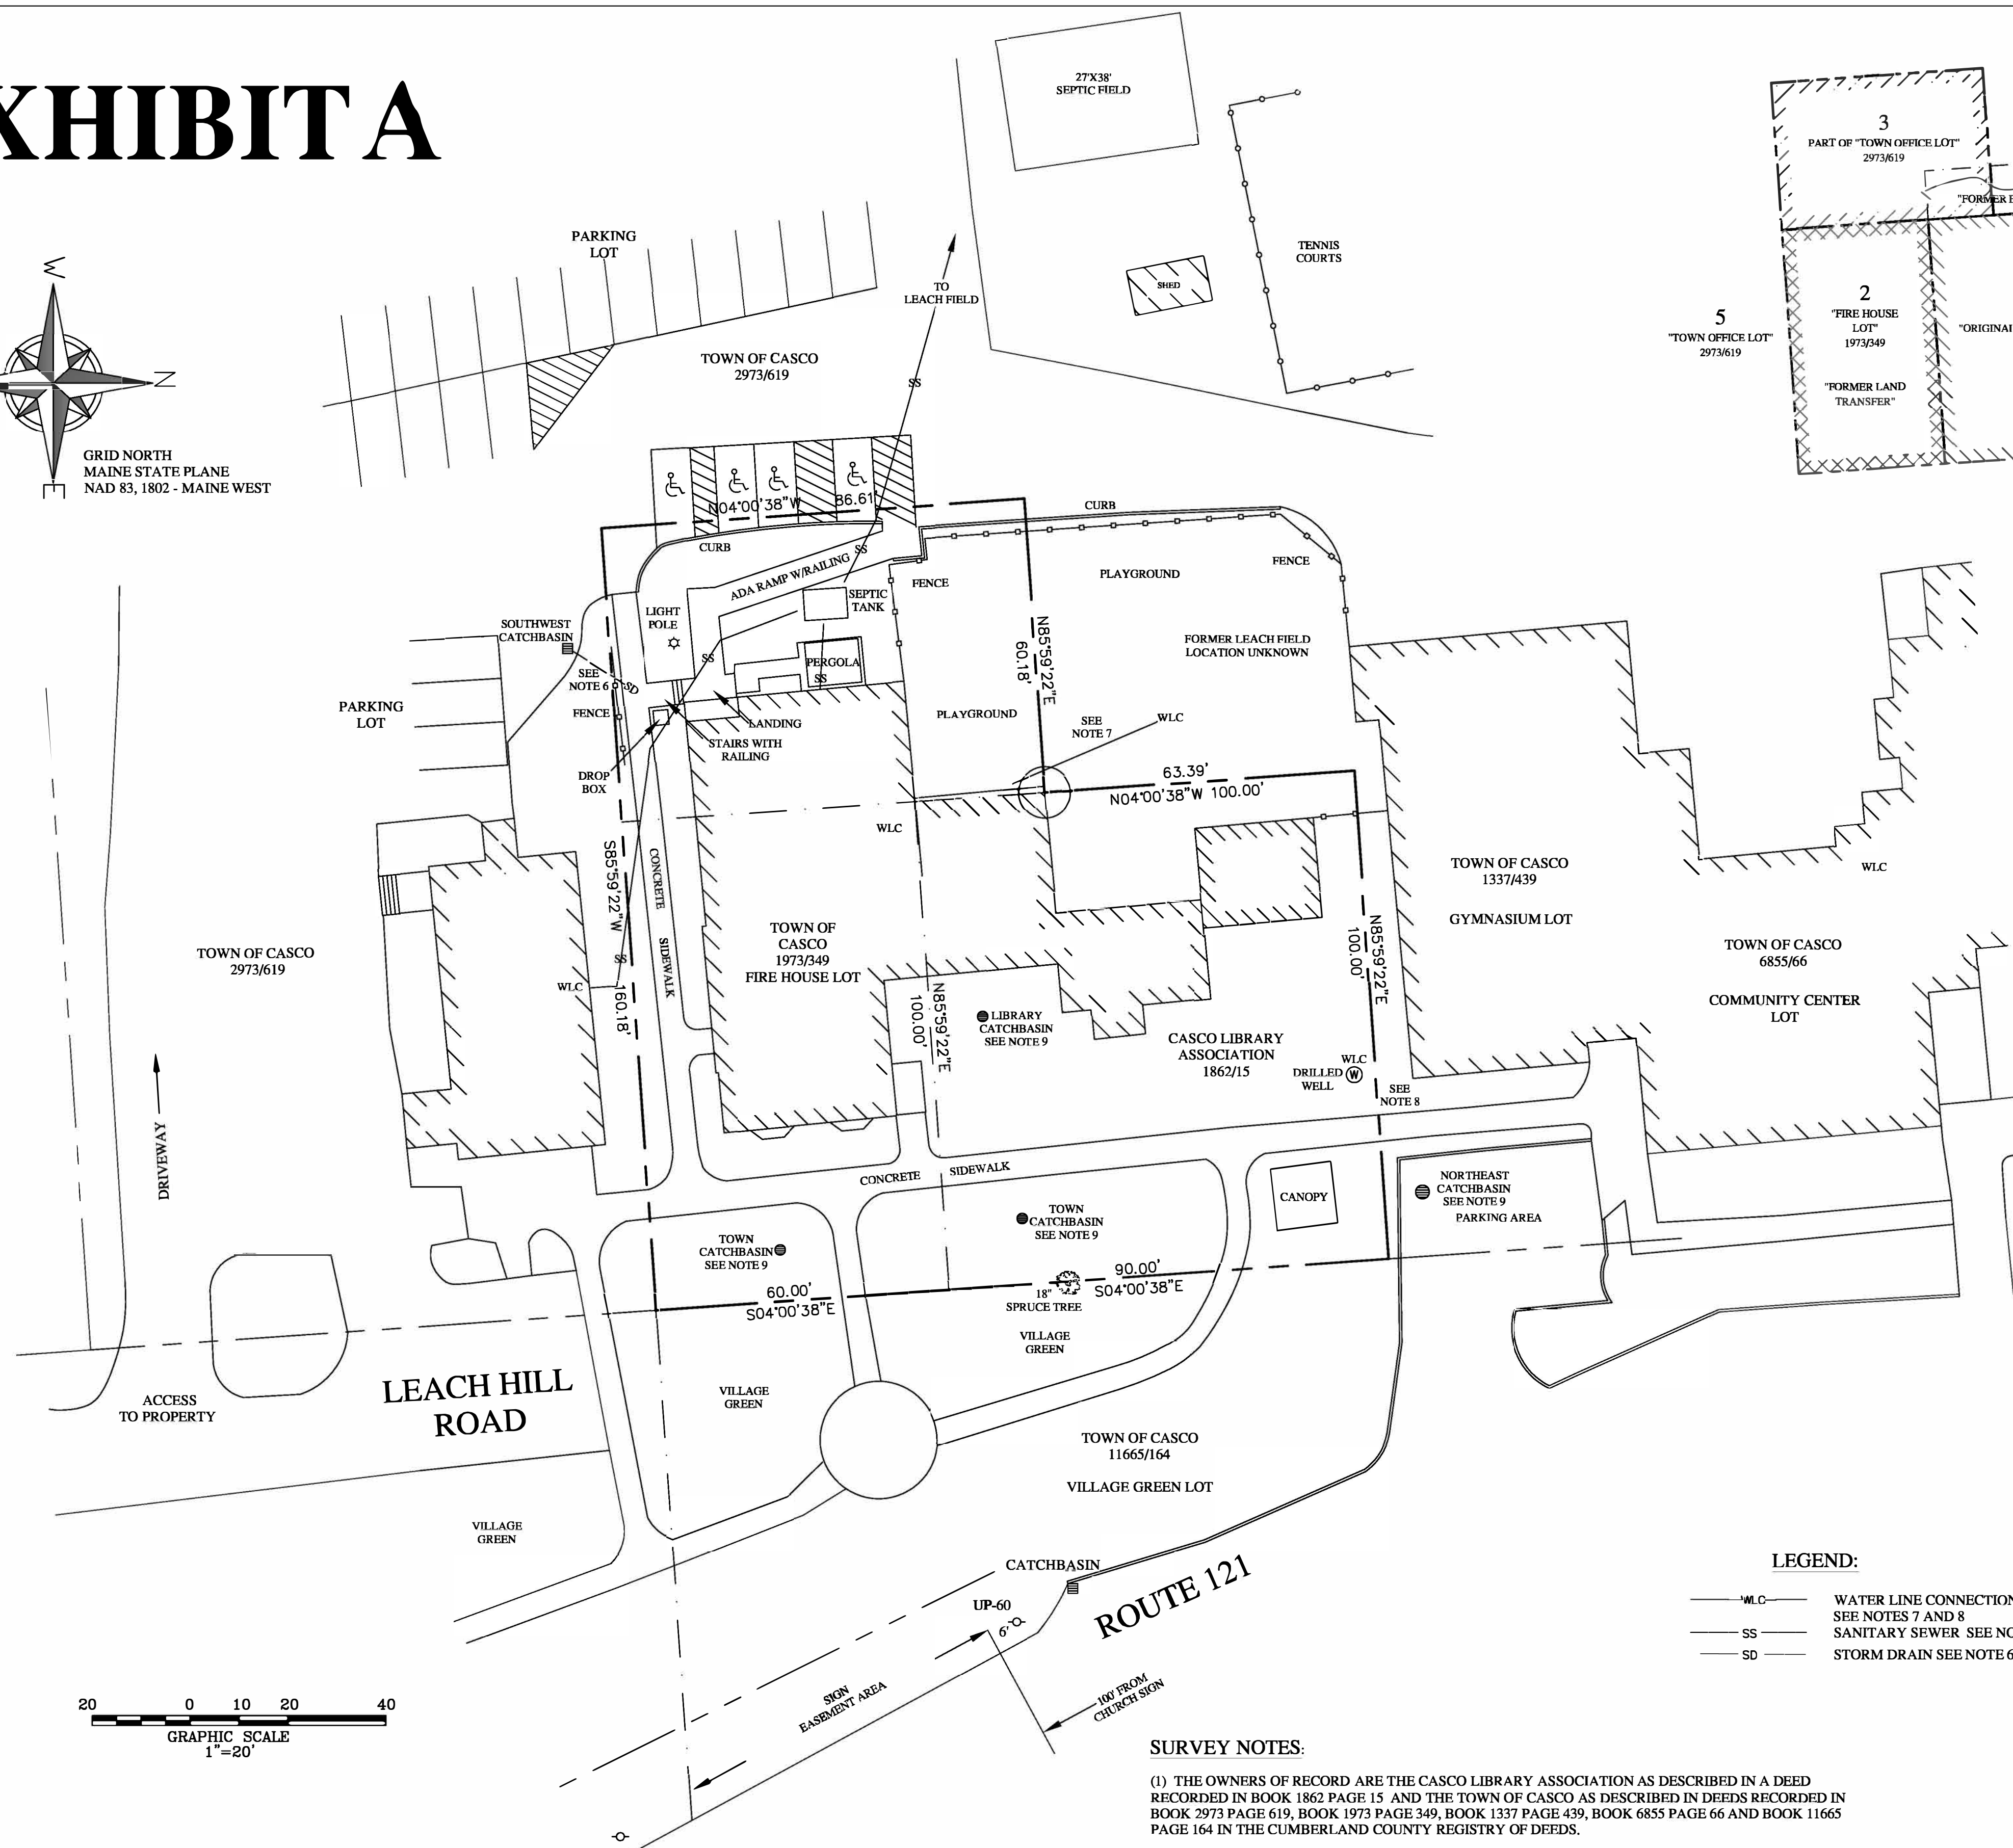 XHIBIT A
W
N
E
GRID NORTH
MAINE STATE PLANE
NAD 83, 1802 - MAINE WEST
27'X38'
SEPTIC FIELD
PARKING
LOT
TO
LEACH FIELD
SHED
TENNIS
COURTS
TOWN OF CASCO
2973/619
SS
3
PART OF "TOWN OFFICE LOT"
2973/619
5
"TOWN OFFICE LOT"
2973/619
2
"FIRE HOUSE
LOT"
1973/349
"FORMER LAND
TRANSFER"
N04°00'38"W 86.61'
CURB
CURB
ADA RAMP W/RAILING
SS
SEPTIC
TANK
FENCE
PLAYGROUND
FENCE
SOUTHWEST
CATCHBASIN
LIGHT
POLE
SEE
NOTE 6
SD
SS
PERGOLA
SS
N85°59'22"E
60.18'
FORMER LEACH FIELD
LOCATION UNKNOWN
PARKING
LOT
FENCE
LANDING
STAIRS WITH
RAILING
PLAYGROUND
SEE
NOTE 7
WLC
DROP
BOX
63.39'
N04°00'38"W 100.00'
WLC
S85°59'22"W
160.18'
CONCRETE
SIDEWALK
SS
WLC
TOWN OF CASCO
2973/619
TOWN OF
CASCO
1973/349
FIRE HOUSE LOT
N85°59'22"E
100.00'
LIBRARY
CATCHBASIN
SEE NOTE 9
CASCO LIBRARY
ASSOCIATION
1862/15
N85°59'22"E
100.00'
WLC
DRILLED
WELL
W
SEE
NOTE 8
TOWN OF CASCO
1337/439
GYMNASIUM LOT
WLC
TOWN OF CASCO
6855/66
COMMUNITY CENTER
LOT
DRIVEWAY
CONCRETE
SIDEWALK
CANOPY
NORTHEAST
CATCHBASIN
SEE NOTE 9
PARKING AREA
TOWN
CATCHBASIN
SEE NOTE 9
TOWN
CATCHBASIN
SEE NOTE 9
60.00'
S04°00'38"E
90.00'
S04°00'38"E
18"
SPRUCE TREE
VILLAGE
GREEN
LEACH HILL
ROAD
ACCESS
TO PROPERTY
VILLAGE
GREEN
TOWN OF CASCO
11665/164
VILLAGE GREEN LOT
VILLAGE
GREEN
CATCHBASIN
UP-60
6'
ROUTE 121
SIGN
EASEMENT AREA
100' FROM
CHURCH SIGN
LEGEND:
WLC WATER LINE CONNECTION
SEE NOTES 7 AND 8
SS SANITARY SEWER SEE
SD STORM DRAIN SEE NOTE 6
20 0 10 20 40
GRAPHIC SCALE
1"=20'
SURVEY NOTES:
(1) THE OWNERS OF RECORD ARE THE CASCO LIBRARY ASSOCIATION AS DESCRIBED IN A DEED
RECORDED IN BOOK 1862 PAGE 15 AND THE TOWN OF CASCO AS DESCRIBED IN DEEDS RECORDED IN
BOOK 2973 PAGE 619, BOOK 1973 PAGE 349, BOOK 1337 PAGE 439, BOOK 6855 PAGE 66 AND BOOK 11665
PAGE 164 IN THE CUMBERLAND COUNTY REGISTRY OF DEEDS.